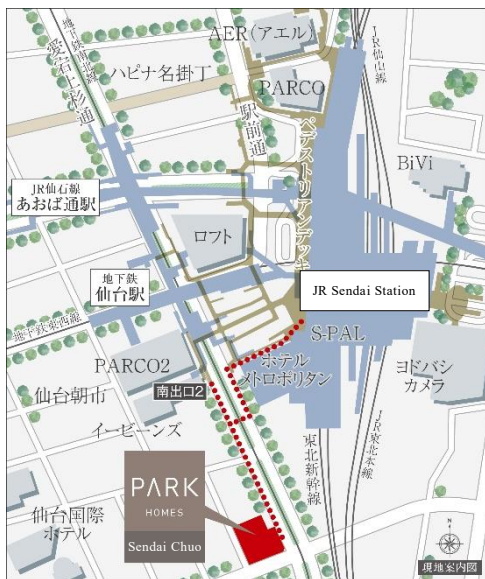 AER(アエル)
JR仙山線
地下鉄南北線
愛宕上杉通
ハピナ名掛丁
PARCO
駅前通
ペデストリアンデッキ
BiVi
JR仙石線
あおば通駅
ロフト
地下鉄
仙台駅
JR Sendai Station
地下鉄東西線
S-PAL
PARCO2
ホテル
メトロポリタン
ヨドバシ
カメラ
南出口2
仙台朝市
イービーンズ
東北新幹線
JR東北本線
PARK
HOMES
Sendai Chuo
仙台国際
ホテル
N
現地案内図